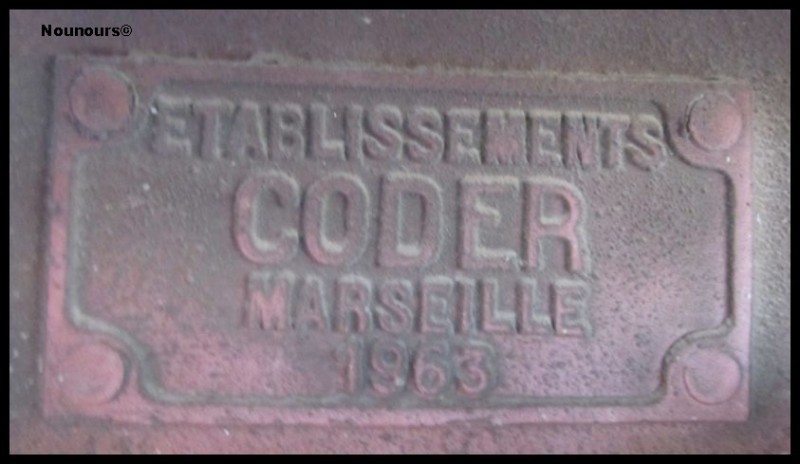 Nounours©
ETABLISSEMENTS
CODER
MARSEILLE
1963